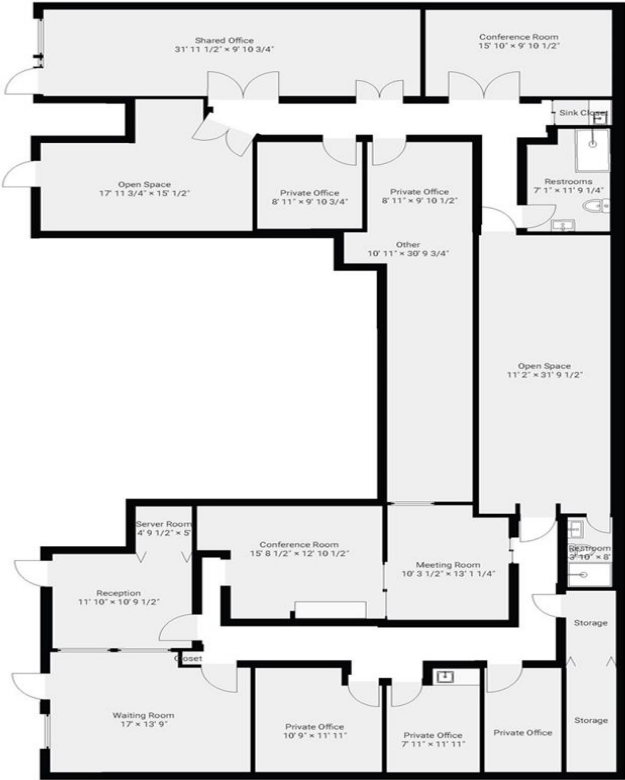 Shared Office
31' 11 1/2" × 9' 10 3/4"
Conference Room
15' 10" × 9' 10 1/2"
Sink Closet
Open Space
17' 11 3/4" × 15' 1/2"
Private Office
8' 11" × 9' 10 3/4"
Private Office
8' 11" × 9' 10 1/2"
Restrooms
7' 1" × 11' 9 1/4"
Other
10' 11" × 30' 9 3/4"
Open Space
11' 2" × 31' 9 1/2"
Server Room
4' 9 1/2" × 5'
Conference Room
15' 8 1/2" × 12' 10 1/2"
Meeting Room
10' 3 1/2" × 13' 1 1/4"
Restroom
3' 10" × 8'
Reception
11' 10" × 10' 9 1/2"
Storage
Closet
Waiting Room
17' × 13' 9"
Private Office
10' 9" × 11' 11"
Private Office
7' 11" × 11' 11"
Private Office
Storage